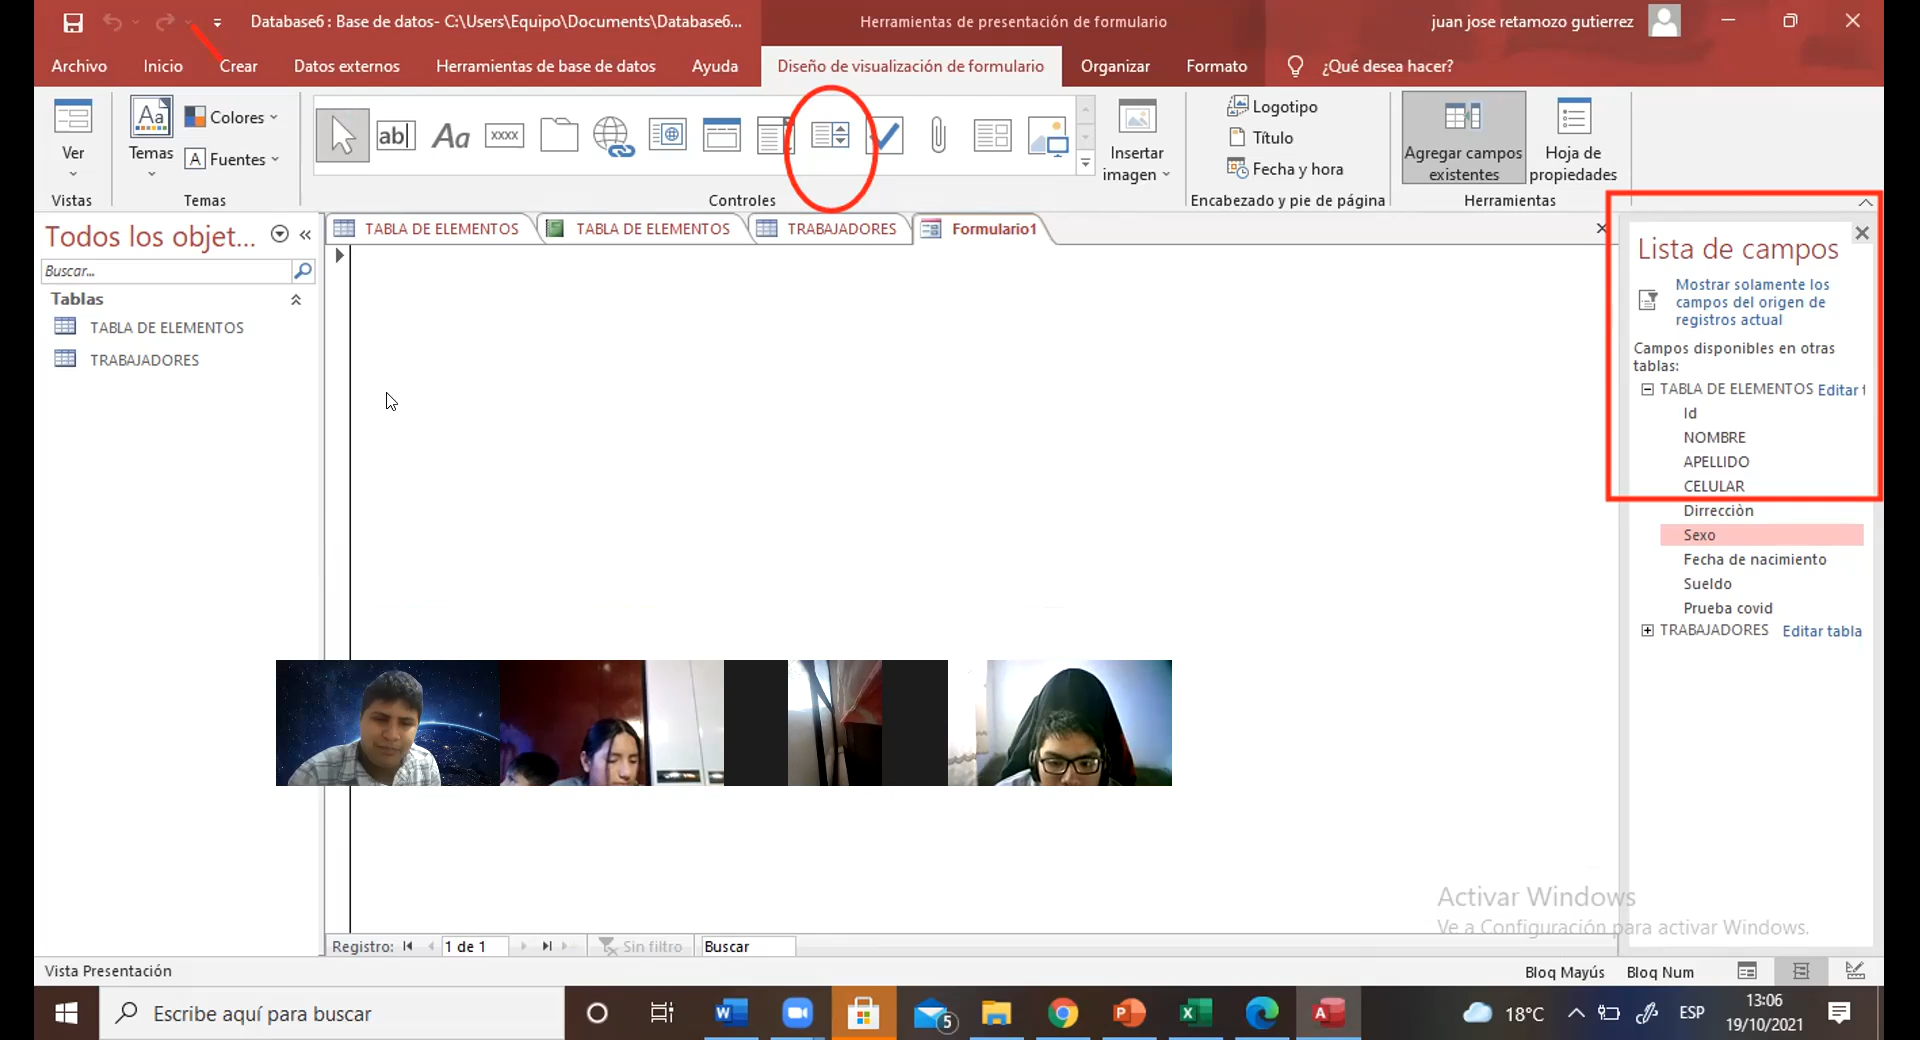 Database6 : Base de datos- C:\Users\Equipo\Documents\Database6...
Herramientas de presentación de formulario
juan jose retamozo gutierrez
Archivo Inicio Crear Datos externos Herramientas de base de datos Ayuda Diseño de visualización de formulario Organizar Formato ¿Qué desea hacer?
Ver
Vistas
Aa
Temas
Colores
A Fuentes
Temas
ab| Aa xxxx
Controles
Insertar
imagen
Logotipo
Título
Fecha y hora
Encabezado y pie de página
Agregar campos
existentes
Hoja de
propiedades
Herramientas
Todos los objet... «
Buscar...
Tablas
TABLA DE ELEMENTOS
TRABAJADORES
TABLA DE ELEMENTOS TABLA DE ELEMENTOS TRABAJADORES Formulario1
Lista de campos
Mostrar solamente los
campos del origen de
registros actual
Campos disponibles en otras
tablas:
TABLA DE ELEMENTOS Editar t
Id
NOMBRE
APELLIDO
CELULAR
Dirrecciòn
Sexo
Fecha de nacimiento
Sueldo
Prueba covid
TRABAJADORES Editar tabla
Activar Windows
Ve a Configuración para activar Windows.
Registro: 1 de 1 Sin filtro Buscar
Vista Presentación
Bloq Mayús Bloq Num
Escribe aquí para buscar
W
5
P
X
A
18°C
ESP
13:06
19/10/2021